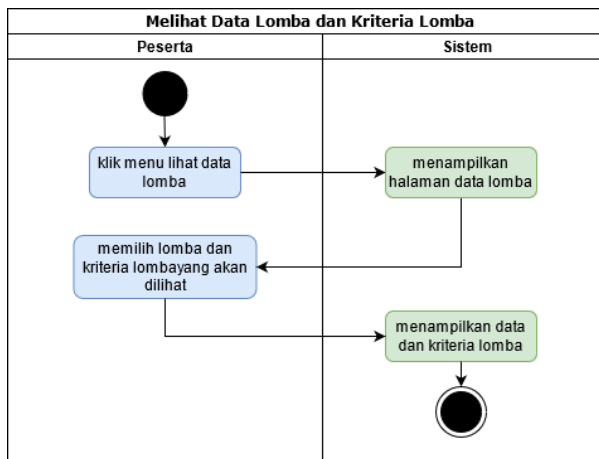 Melihat Data Lomba dan Kriteria Lomba
Peserta
Sistem
klik menu lihat data
lomba
menampilkan
halaman data lomba
memilih lomba dan
kriteria lombayang akan
dilihat
menampilkan data
dan kriteria lomba